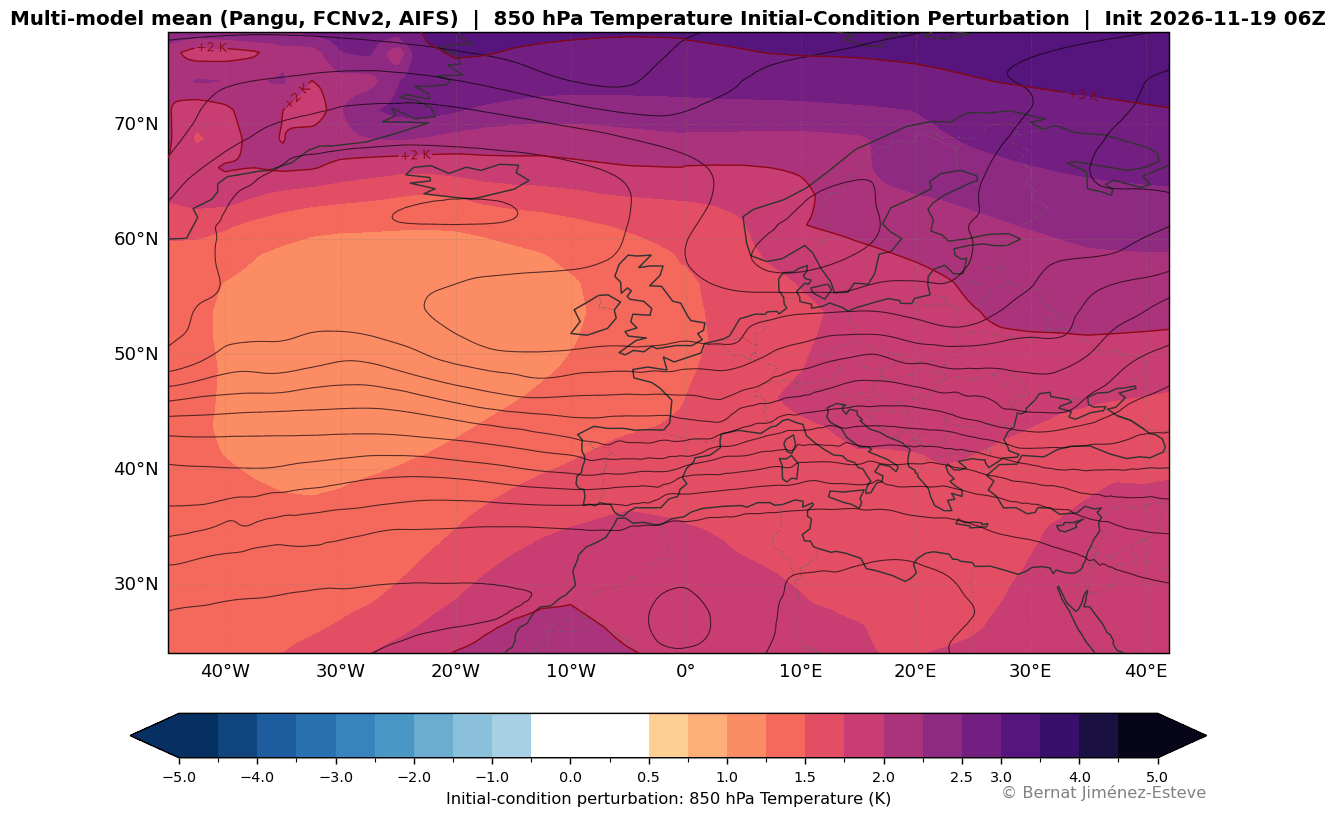 Multi-model mean (Pangu, FCNv2, AIFS) | 850 hPa Temperature Initial-Condition Perturbation | Init 2026-11-19 06Z
+2 K
+2 K
+3 K
+2 K
70°N
60°N
50°N
40°N
30°N
40°W 30°W 20°W 10°W 0° 10°E 20°E 30°E 40°E
−5.0 −4.0 −3.0 −2.0 −1.0 0.0 0.5 1.0 1.5 2.0 2.5 3.0 4.0 5.0
Initial-condition perturbation: 850 hPa Temperature (K)
© Bernat Jiménez-Esteve